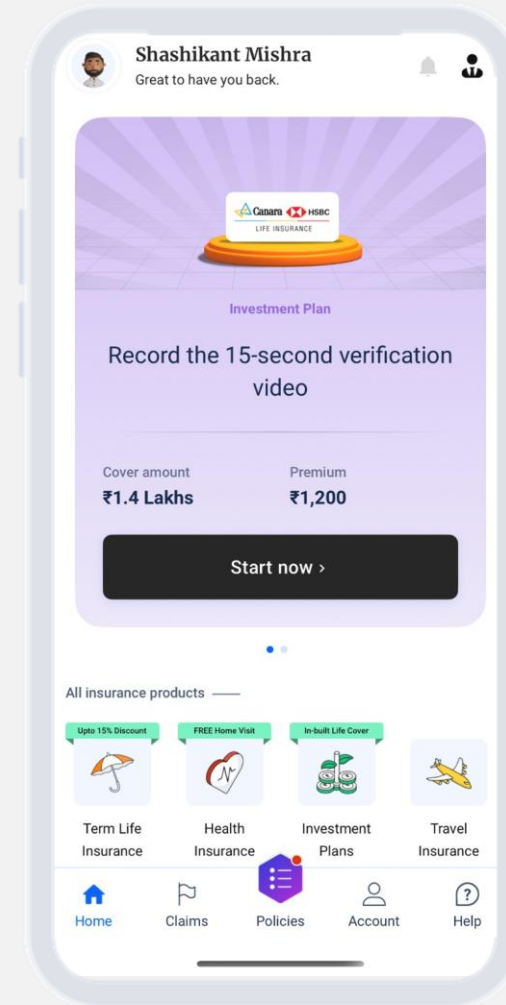 Shashikant Mishra
Great to have you back.
Canara HSBC
LIFE INSURANCE
Investment Plan
Record the 15-second verification
video
Cover amount Premium
₹1.4 Lakhs ₹1,200
Start now ›
All insurance products
Upto 15% Discount FREE Home Visit In-built Life Cover
Term Life Health Investment Travel
Insurance Insurance Plans Insurance
Home Claims Policies Account Help